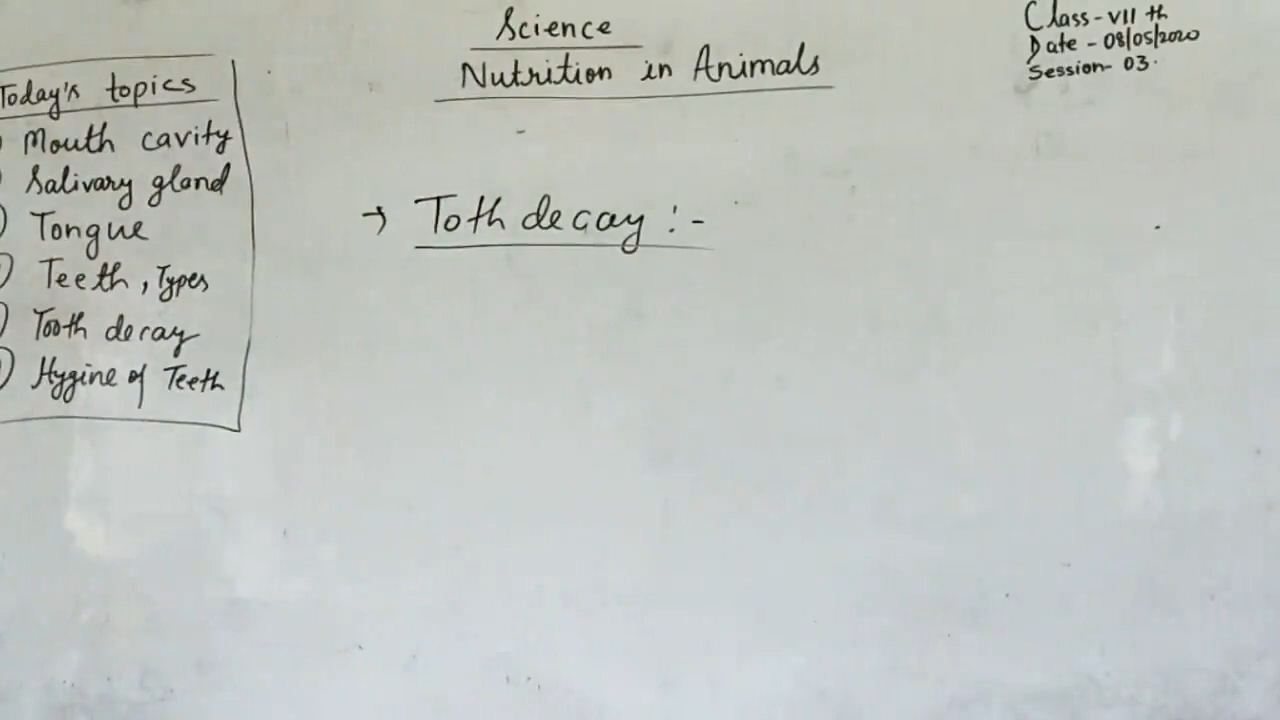 Science
Nutrition in Animals
Class-VII th
Date - 08/05/2020
Session- 03.
Today's topics
Mouth cavity
Salivary gland
Tongue
Teeth, Types
Tooth decay
Hygine of Teeth
→ Toth decay :-